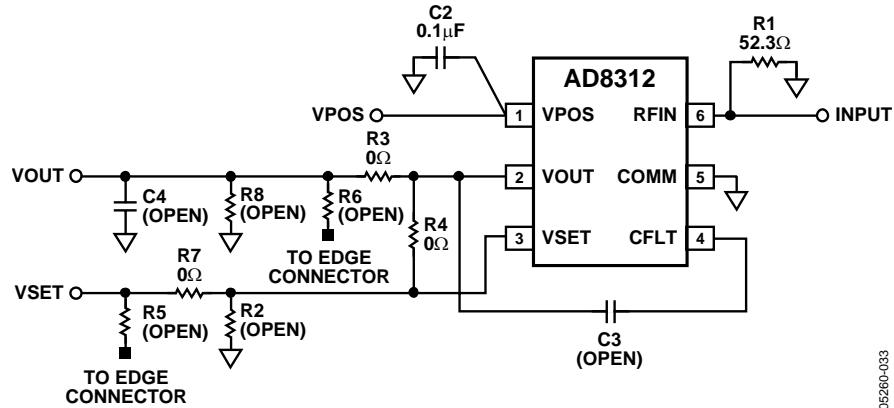 C2
0.1µF
R1
52.3Ω
AD8312
VPOS
1
VPOS
RFIN
6
INPUT
R3
0Ω
VOUT
2
VOUT
COMM
5
C4
(OPEN)
R8
(OPEN)
R6
(OPEN)
R4
0Ω
3
VSET
CFLT
4
TO EDGE
CONNECTOR
R7
0Ω
VSET
R5
(OPEN)
R2
(OPEN)
C3
(OPEN)
TO EDGE
CONNECTOR
05260-033